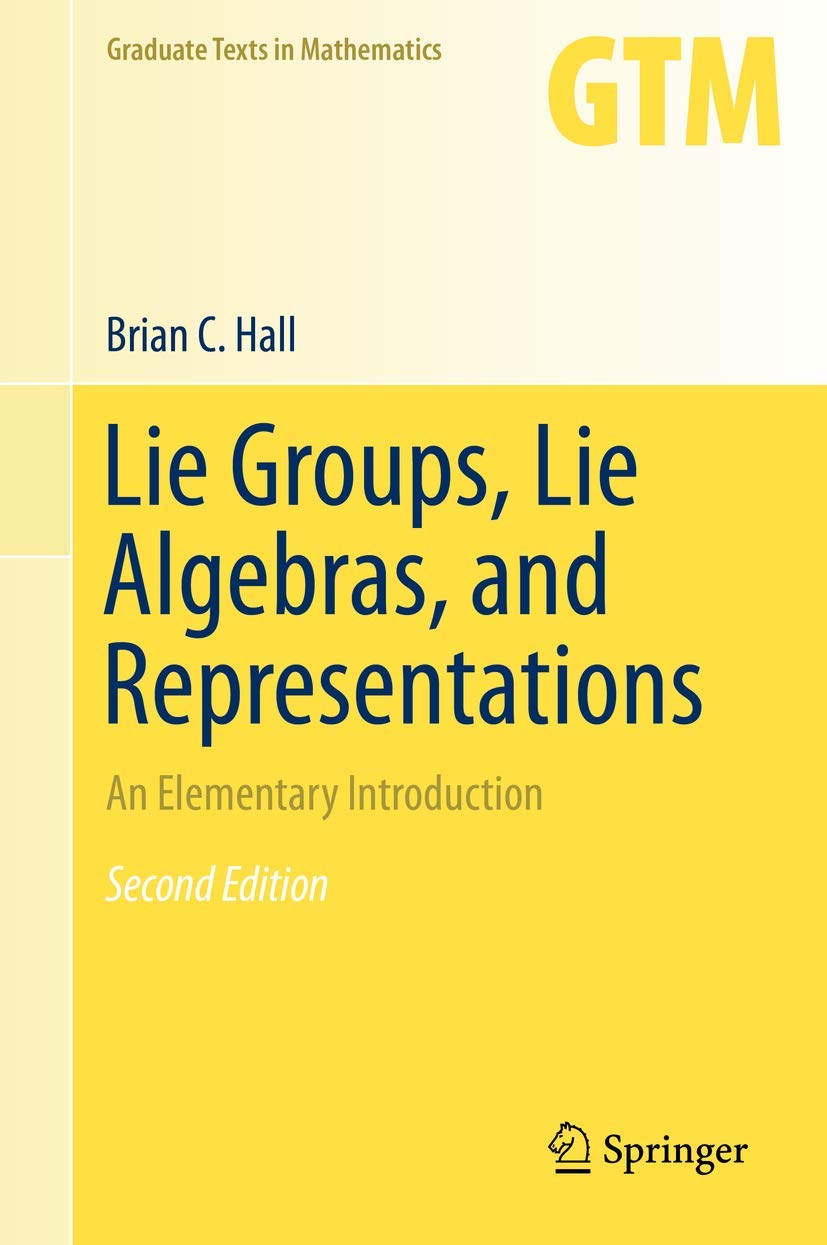 Graduate Texts in Mathematics
GTM
Brian C. Hall
Lie Groups, Lie
Algebras, and
Representations
An Elementary Introduction
Second Edition
Springer